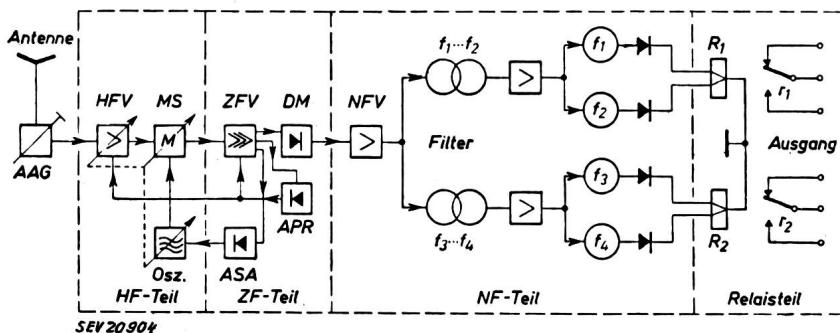 Antenne
AAG
HFV
MS
M
Osz.
HF-Teil
ZFV
DM
APR
ASA
ZF-Teil
NFV
f1...f2
Filter
f3...f4
f1
f2
f3
f4
NF-Teil
R1
R2
r1
Ausgang
r2
Relaisteil
SEV 20904